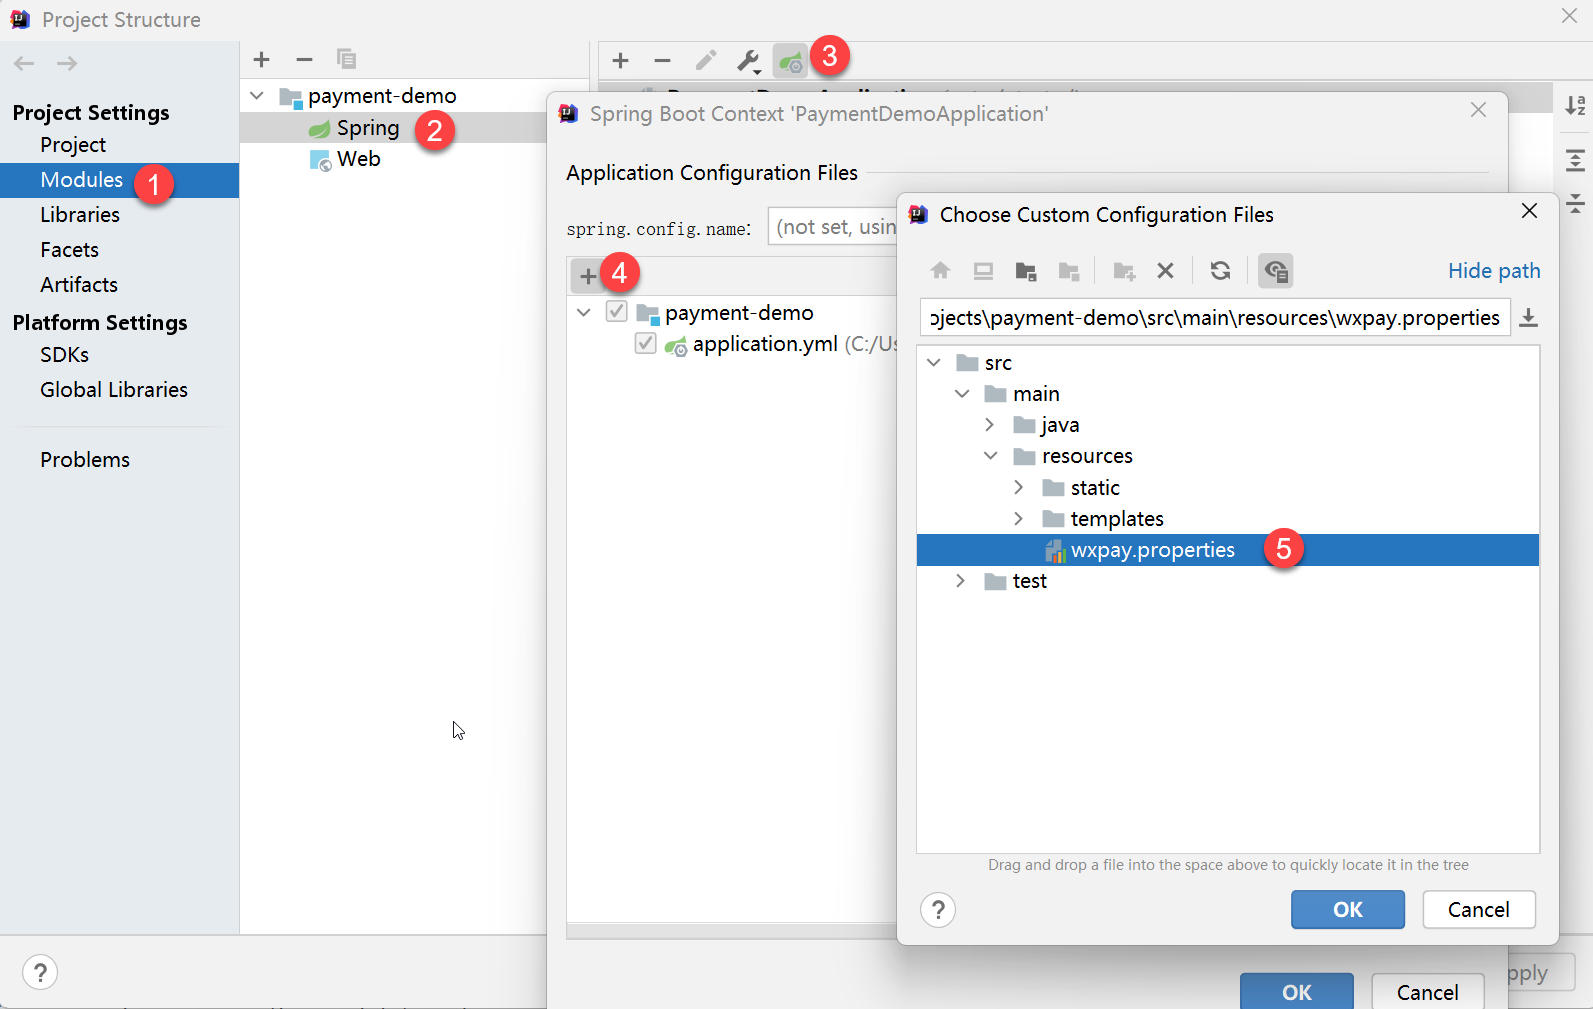 Project Structure
Project Settings
Project
Modules
1
Libraries
Facets
Artifacts
Platform Settings
SDKs
Global Libraries
Problems
payment-demo
Spring
2
Web
3
Spring Boot Context 'PaymentDemoApplication'
Application Configuration Files
spring.config.name:
(not set, usin
4
payment-demo
application.yml (C:/Us
Choose Custom Configuration Files
Hide path
ojects\payment-demo\src\main\resources\wxpay.properties
src
main
java
resources
static
templates
wxpay.properties
5
test
Drag and drop a file into the space above to quickly locate it in the tree
?
OK
Cancel
?
OK
Cancel
pply